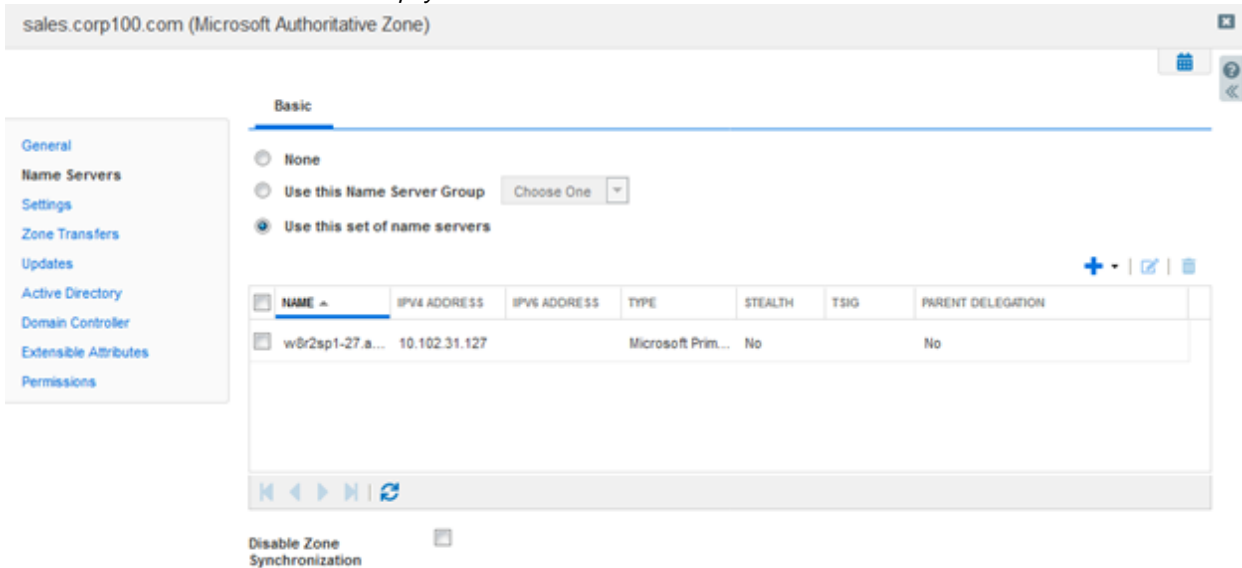 sales.corp100.com (Microsoft Authoritative Zone)
Basic
General
Name Servers
Settings
Zone Transfers
Updates
Active Directory
Domain Controller
Extensible Attributes
Permissions
None
Use this Name Server Group Choose One
Use this set of name servers
NAME IPV4 ADDRESS IPV6 ADDRESS TYPE STEALTH TSIG PARENT DELEGATION
w8r2sp1-27.a... 10.102.31.127 Microsoft Prim... No No
Disable Zone
Synchronization